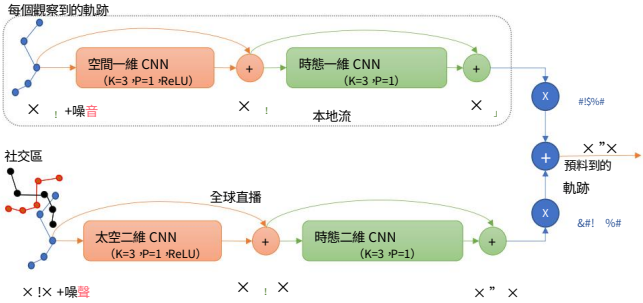 每個觀察到的軌跡
空間一維 CNN
（K=3 ,P=1 ,ReLU）
+
時態一維 CNN
（K=3 ,P=1）
+
× ! +噪音
× !
本地流
× 」
X
#!$%#
社交區
+
× ”×
預料到的
軌跡
全球直播
太空二維 CNN
（K=3 ,P=1 ,ReLU）
+
時態二維 CNN
（K=3 ,P=1）
+
X
&#! %#
× !× +噪聲
× ! ×
× ” ×